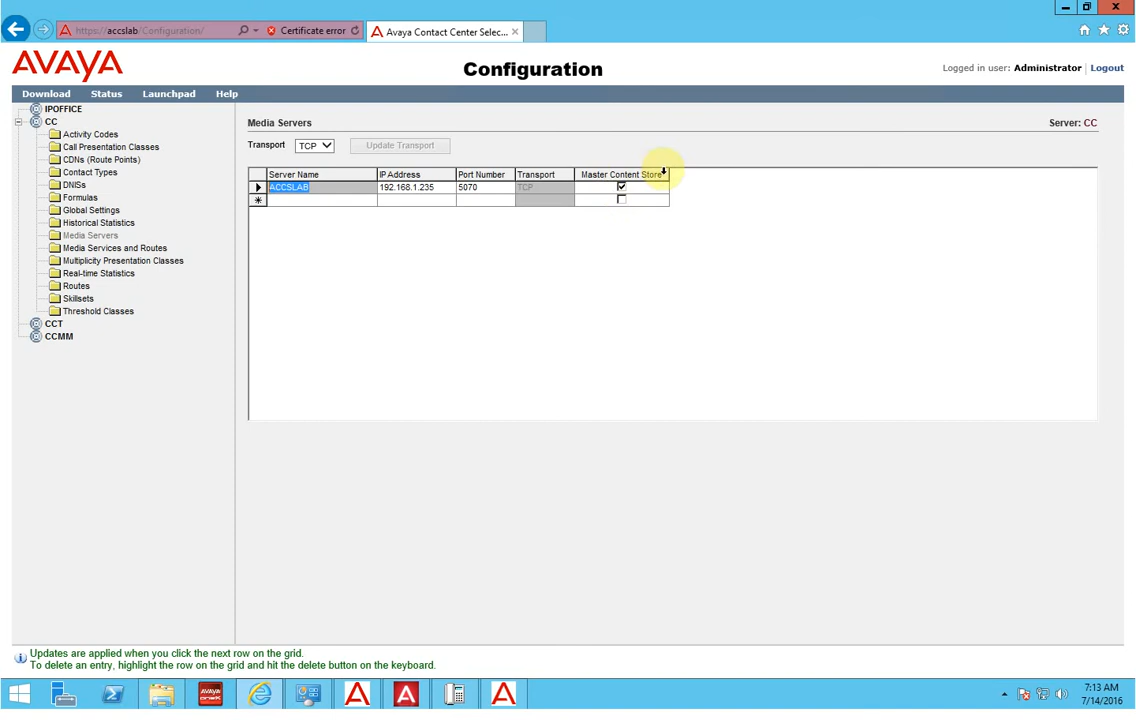 https://accslab/Configuration/
Certificate error
Avaya Contact Center Selec...
AVAYA
Configuration
Logged in user: Administrator | Logout
Download Status Launchpad Help
IPOFFICE
CC
Activity Codes
Call Presentation Classes
CDNs (Route Points)
Contact Types
DNISs
Formulas
Global Settings
Historical Statistics
Media Servers
Media Services and Routes
Multiplicity Presentation Classes
Real-time Statistics
Routes
Skillsets
Threshold Classes
CCT
CCMM
Media Servers
Server: CC
Transport TCP Update Transport
Server Name IP Address Port Number Transport Master Content Store
ACCSLAB 192.168.1.235 5070 TCP
Updates are applied when you click the next row on the grid.
To delete an entry, highlight the row on the grid and hit the delete button on the keyboard.
AVAYA
7:13 AM
7/14/2016